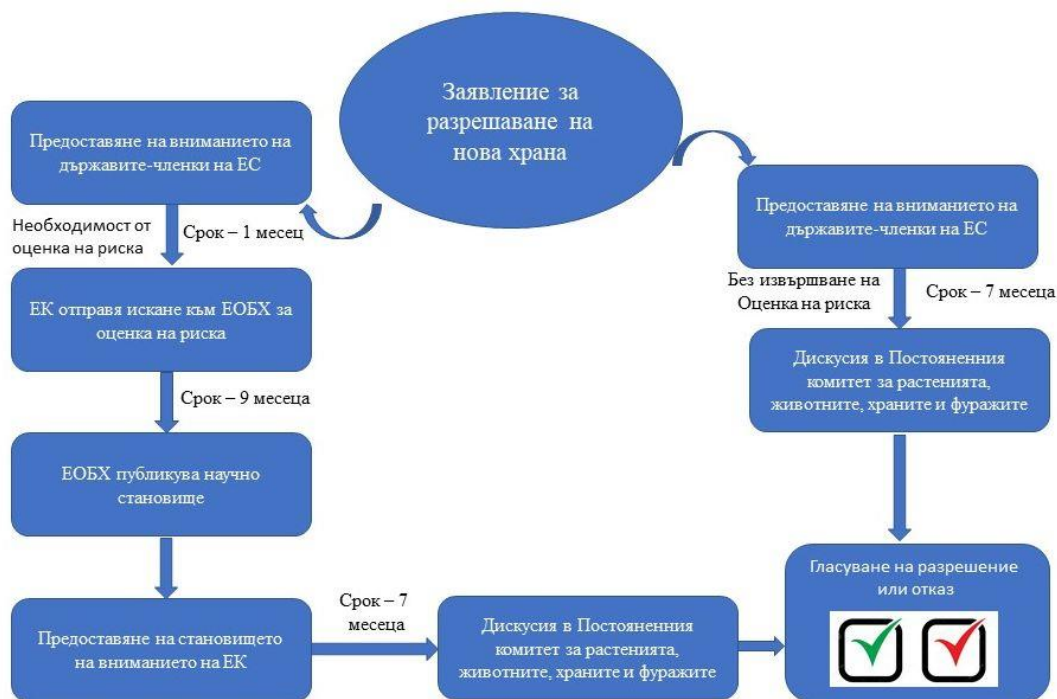 Заявление за
разрешаване на
нова храна
Предоставяне на вниманието на
държавите-членки на ЕС
Необходимост от
оценка на риска
Срок – 1 месец
ЕК отправя искане към ЕОБХ за
оценка на риска
Срок – 9 месеца
ЕОБХ публикува научно
становище
Предоставяне на становището
на вниманието на ЕК
Срок – 7
месеца
Дискусия в Постоянения
комитет за растенията,
животните, храните и фуражите
Предоставяне на вниманието на
държавите-членки на ЕС
Без извършване на
Оценка на риска
Срок – 7 месеца
Дискусия в Постоянения
комитет за растенията,
животните, храните и фуражите
Гласуване на разрешение
или отказ